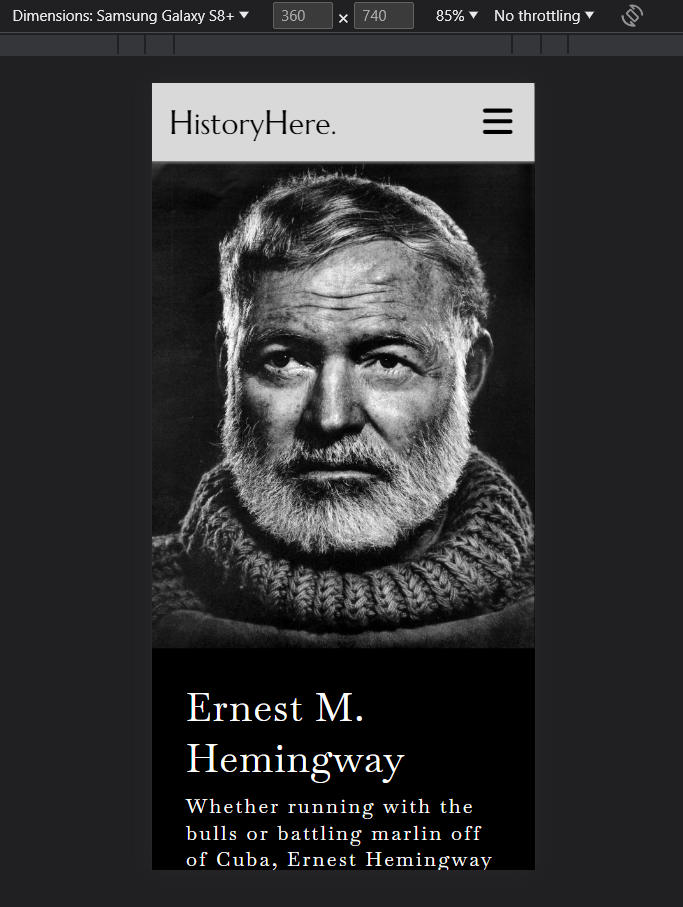 Dimensions: Samsung Galaxy S8+ ▼ 360 × 740 85% ▼ No throttling ▼
HistoryHere.
Ernest M.
Hemingway
Whether running with the
bulls or battling marlin off
of Cuba, Ernest Hemingway